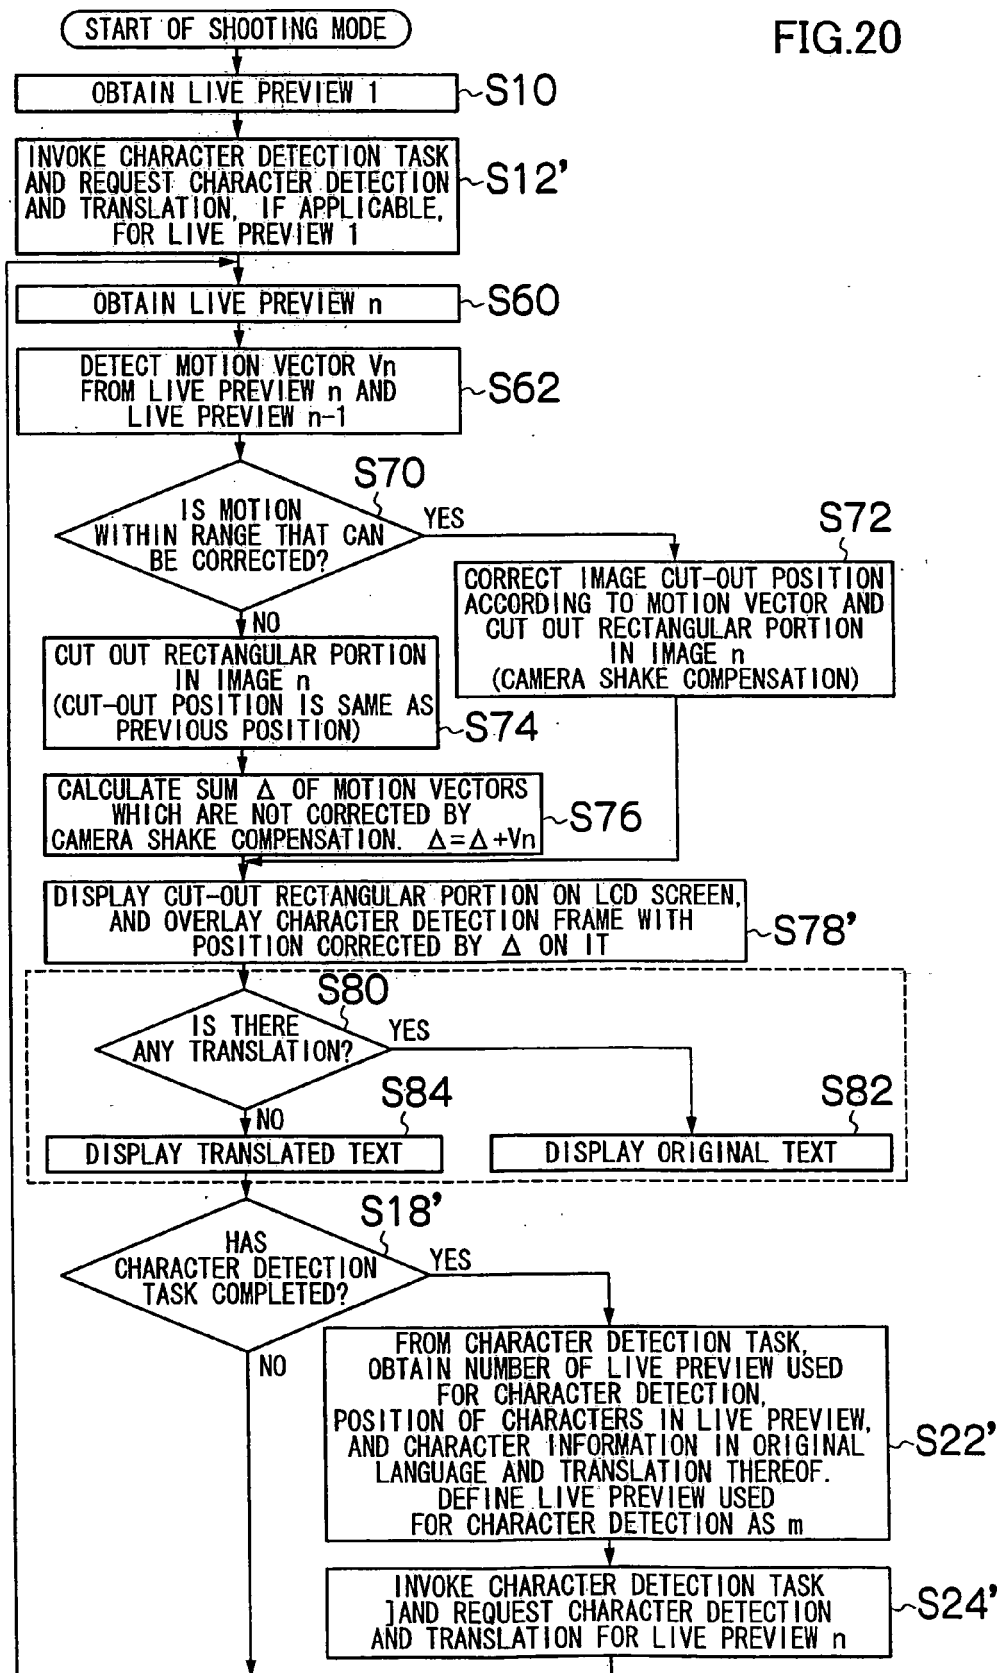 FIG.20
START OF SHOOTING MODE
OBTAIN LIVE PREVIEW 1
S10
INVOKE CHARACTER DETECTION TASK
AND REQUEST CHARACTER DETECTION
AND TRANSLATION, IF APPLICABLE,
FOR LIVE PREVIEW 1
S12'
OBTAIN LIVE PREVIEW n
S60
DETECT MOTION VECTOR Vn
FROM LIVE PREVIEW n AND
LIVE PREVIEW n-1
S62
S70
IS MOTION
WITHIN RANGE THAT CAN
BE CORRECTED?
YES
NO
S72
CORRECT IMAGE CUT-OUT POSITION
ACCORDING TO MOTION VECTOR AND
CUT OUT RECTANGULAR PORTION
IN IMAGE n
(CAMERA SHAKE COMPENSATION)
CUT OUT RECTANGULAR PORTION
IN IMAGE n
(CUT-OUT POSITION IS SAME AS
PREVIOUS POSITION)
S74
CALCULATE SUM Δ OF MOTION VECTORS
WHICH ARE NOT CORRECTED BY
CAMERA SHAKE COMPENSATION. Δ=Δ+Vn
S76
DISPLAY CUT-OUT RECTANGULAR PORTION ON LCD SCREEN,
AND OVERLAY CHARACTER DETECTION FRAME WITH
POSITION CORRECTED BY Δ ON IT
S78'
S80
IS THERE
ANY TRANSLATION?
YES
NO
S84
DISPLAY TRANSLATED TEXT
S82
DISPLAY ORIGINAL TEXT
S18'
HAS
CHARACTER DETECTION
TASK COMPLETED?
YES
NO
FROM CHARACTER DETECTION TASK,
OBTAIN NUMBER OF LIVE PREVIEW USED
FOR CHARACTER DETECTION,
POSITION OF CHARACTERS IN LIVE PREVIEW,
AND CHARACTER INFORMATION IN ORIGINAL
LANGUAGE AND TRANSLATION THEREOF.
DEFINE LIVE PREVIEW USED
FOR CHARACTER DETECTION AS m
S22'
INVOKE CHARACTER DETECTION TASK
]AND REQUEST CHARACTER DETECTION
AND TRANSLATION FOR LIVE PREVIEW n
S24'